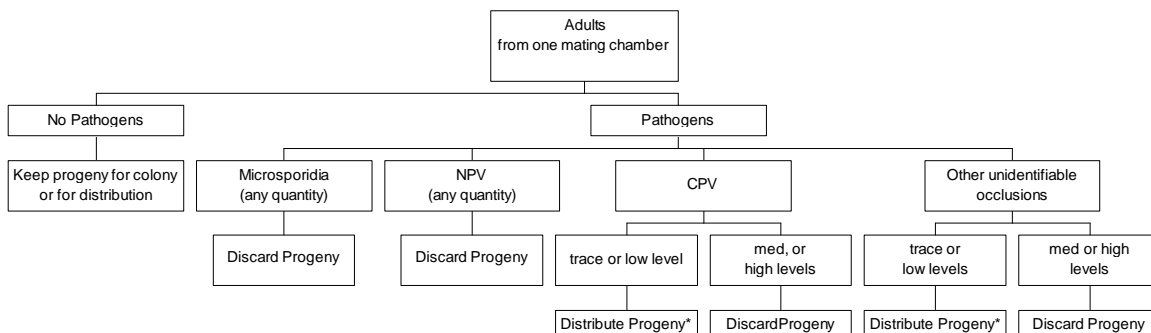 Adults
from one mating chamber
No Pathogens
Pathogens
Keep progeny for colony
or for distribution
Microsporidia
(any quantity)
NPV
(any quantity)
CPV
Other unidentifiable
occlusions
Discard Progeny
Discard Progeny
trace or low level
med, or
high levels
trace or
low levels
med or high
levels
Distribute Progeny*
DiscardProgeny
Distribute Progeny*
Discard Progeny